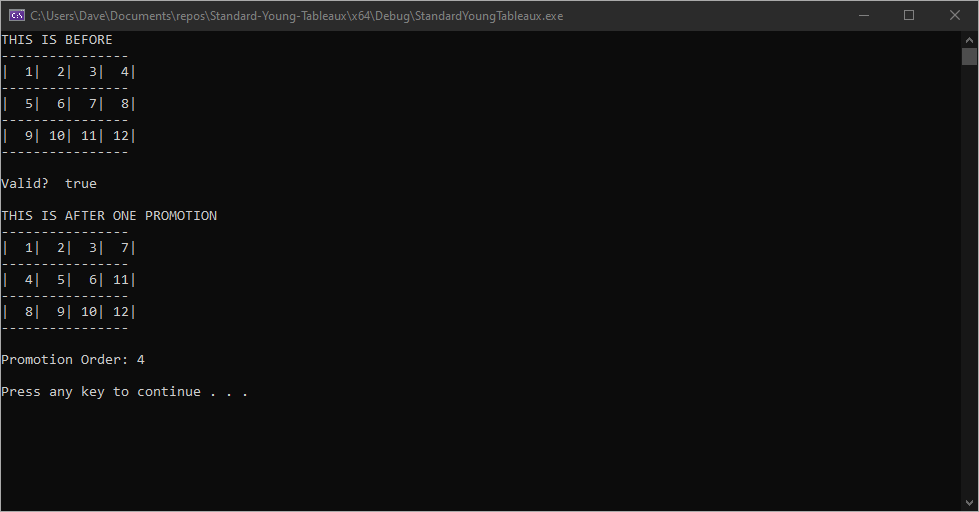 C:\Users\Dave\Documents\repos\Standard-Young-Tableaux\x64\Debug\StandardYoungTableaux.exe
THIS IS BEFORE
----------------
|  1|  2|  3|  4|
----------------
|  5|  6|  7|  8|
----------------
|  9| 10| 11| 12|
----------------
Valid?  true
THIS IS AFTER ONE PROMOTION
----------------
|  1|  2|  3|  7|
----------------
|  4|  5|  6| 11|
----------------
|  8|  9| 10| 12|
----------------
Promotion Order: 4
Press any key to continue . . .